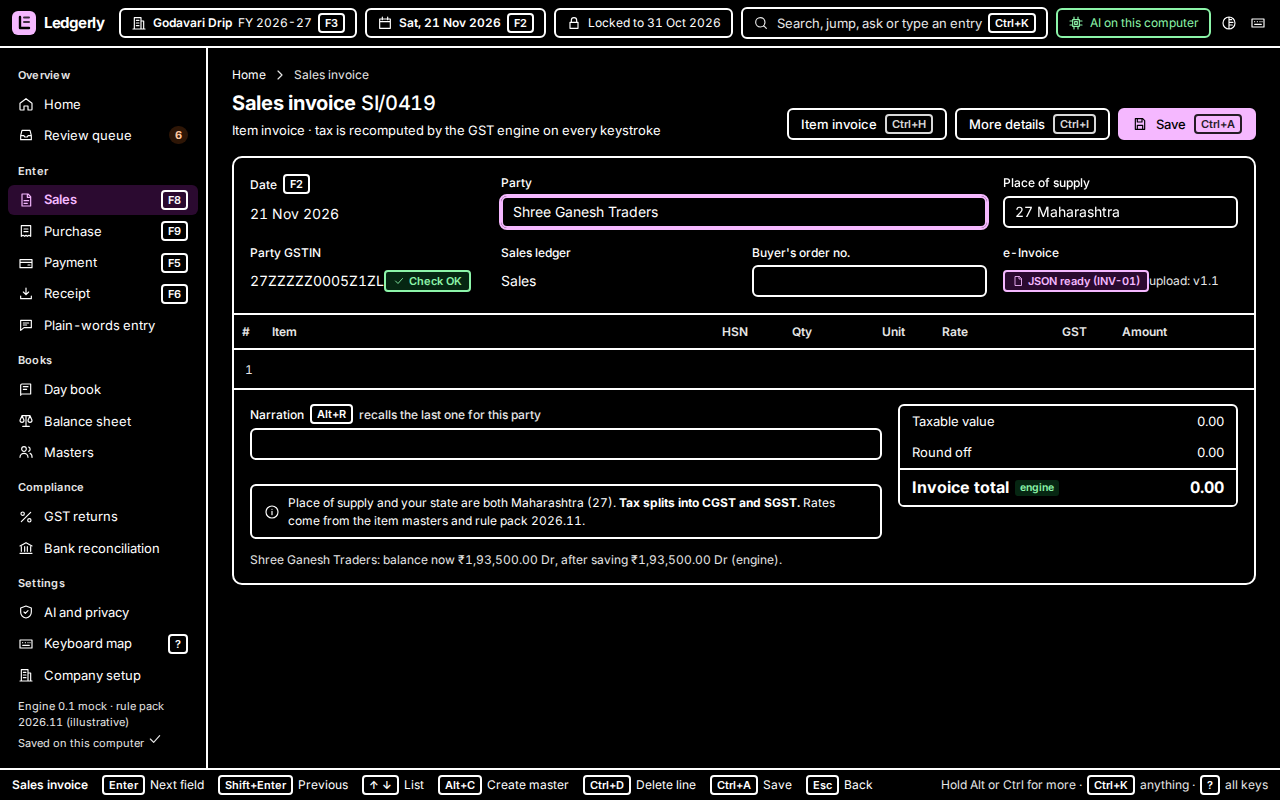 Ledgerly
Godavari Drip FY 2026-27 F3
Sat, 21 Nov 2026 F2
Locked to 31 Oct 2026
Search, jump, ask or type an entry Ctrl+K
AI on this computer
Overview
Home
Review queue 6
Enter
Sales F8
Purchase F9
Payment F5
Receipt F6
Plain-words entry
Books
Day book
Balance sheet
Masters
Compliance
GST returns
Bank reconciliation
Settings
AI and privacy
Keyboard map ?
Company setup
Engine 0.1 mock · rule pack
2026.11 (illustrative)
Saved on this computer
Home > Sales invoice
Sales invoice SI/0419
Item invoice · tax is recomputed by the GST engine on every keystroke
Item invoice Ctrl+H
More details Ctrl+I
Save Ctrl+A
Date F2
Party
Place of supply
21 Nov 2026
Shree Ganesh Traders
27 Maharashtra
Party GSTIN
Sales ledger
Buyer's order no.
e-Invoice
27ZZZZZ0005Z1ZL Check OK
Sales
JSON ready (INV-01) upload: v1.1
# Item HSN Qty Unit Rate GST Amount
1
Narration Alt+R recalls the last one for this party
Taxable value 0.00
Round off 0.00
Invoice total engine 0.00
Place of supply and your state are both Maharashtra (27). Tax splits into CGST and SGST. Rates
come from the item masters and rule pack 2026.11.
Shree Ganesh Traders: balance now ₹1,93,500.00 Dr, after saving ₹1,93,500.00 Dr (engine).
Sales invoice Enter Next field Shift+Enter Previous ↑ ↓ List Alt+C Create master Ctrl+D Delete line Ctrl+A Save Esc Back Hold Alt or Ctrl for more · Ctrl+K anything · ? all keys